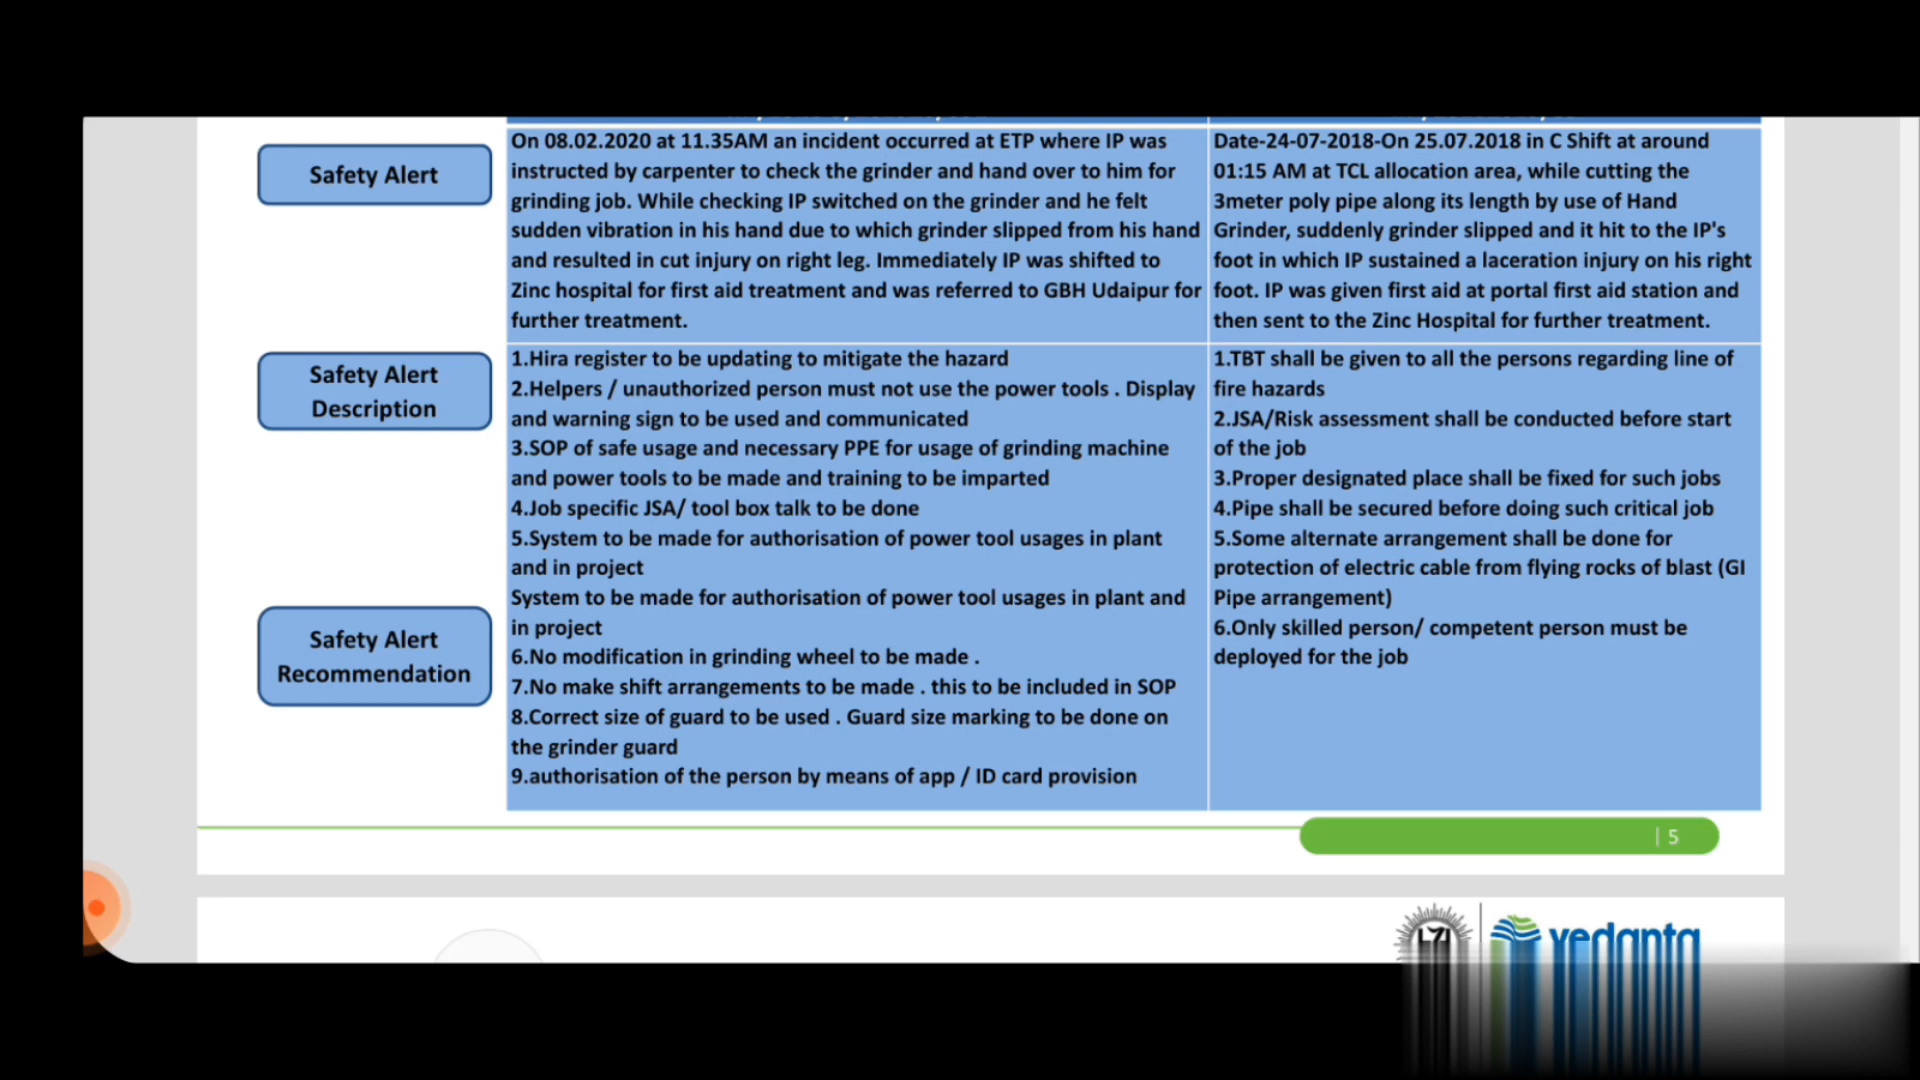 Safety Alert
On 08.02.2020 at 11.35AM an incident occurred at ETP where IP was
instructed by carpenter to check the grinder and hand over to him for
grinding job. While checking IP switched on the grinder and he felt
sudden vibration in his hand due to which grinder slipped from his hand
and resulted in cut injury on right leg. Immediately IP was shifted to
Zinc hospital for first aid treatment and was referred to GBH Udaipur for
further treatment.
Date-24-07-2018-On 25.07.2018 in C Shift at around
01:15 AM at TCL allocation area, while cutting the
3meter poly pipe along its length by use of Hand
Grinder, suddenly grinder slipped and it hit to the IP's
foot in which IP sustained a laceration injury on his right
foot. IP was given first aid at portal first aid station and
then sent to the Zinc Hospital for further treatment.
Safety Alert
Description
Safety Alert
Recommendation
1.Hira register to be updating to mitigate the hazard
2.Helpers / unauthorized person must not use the power tools . Display
and warning sign to be used and communicated
3.SOP of safe usage and necessary PPE for usage of grinding machine
and power tools to be made and training to be imparted
4.Job specific JSA/ tool box talk to be done
5.System to be made for authorisation of power tool usages in plant
and in project
System to be made for authorisation of power tool usages in plant and
in project
6.No modification in grinding wheel to be made .
7.No make shift arrangements to be made . this to be included in SOP
8.Correct size of guard to be used . Guard size marking to be done on
the grinder guard
9.authorisation of the person by means of app / ID card provision
1.TBT shall be given to all the persons regarding line of
fire hazards
2.JSA/Risk assessment shall be conducted before start
of the job
3.Proper designated place shall be fixed for such jobs
4.Pipe shall be secured before doing such critical job
5.Some alternate arrangement shall be done for
protection of electric cable from flying rocks of blast (GI
Pipe arrangement)
6.Only skilled person/ competent person must be
deployed for the job
| 5
vedanta